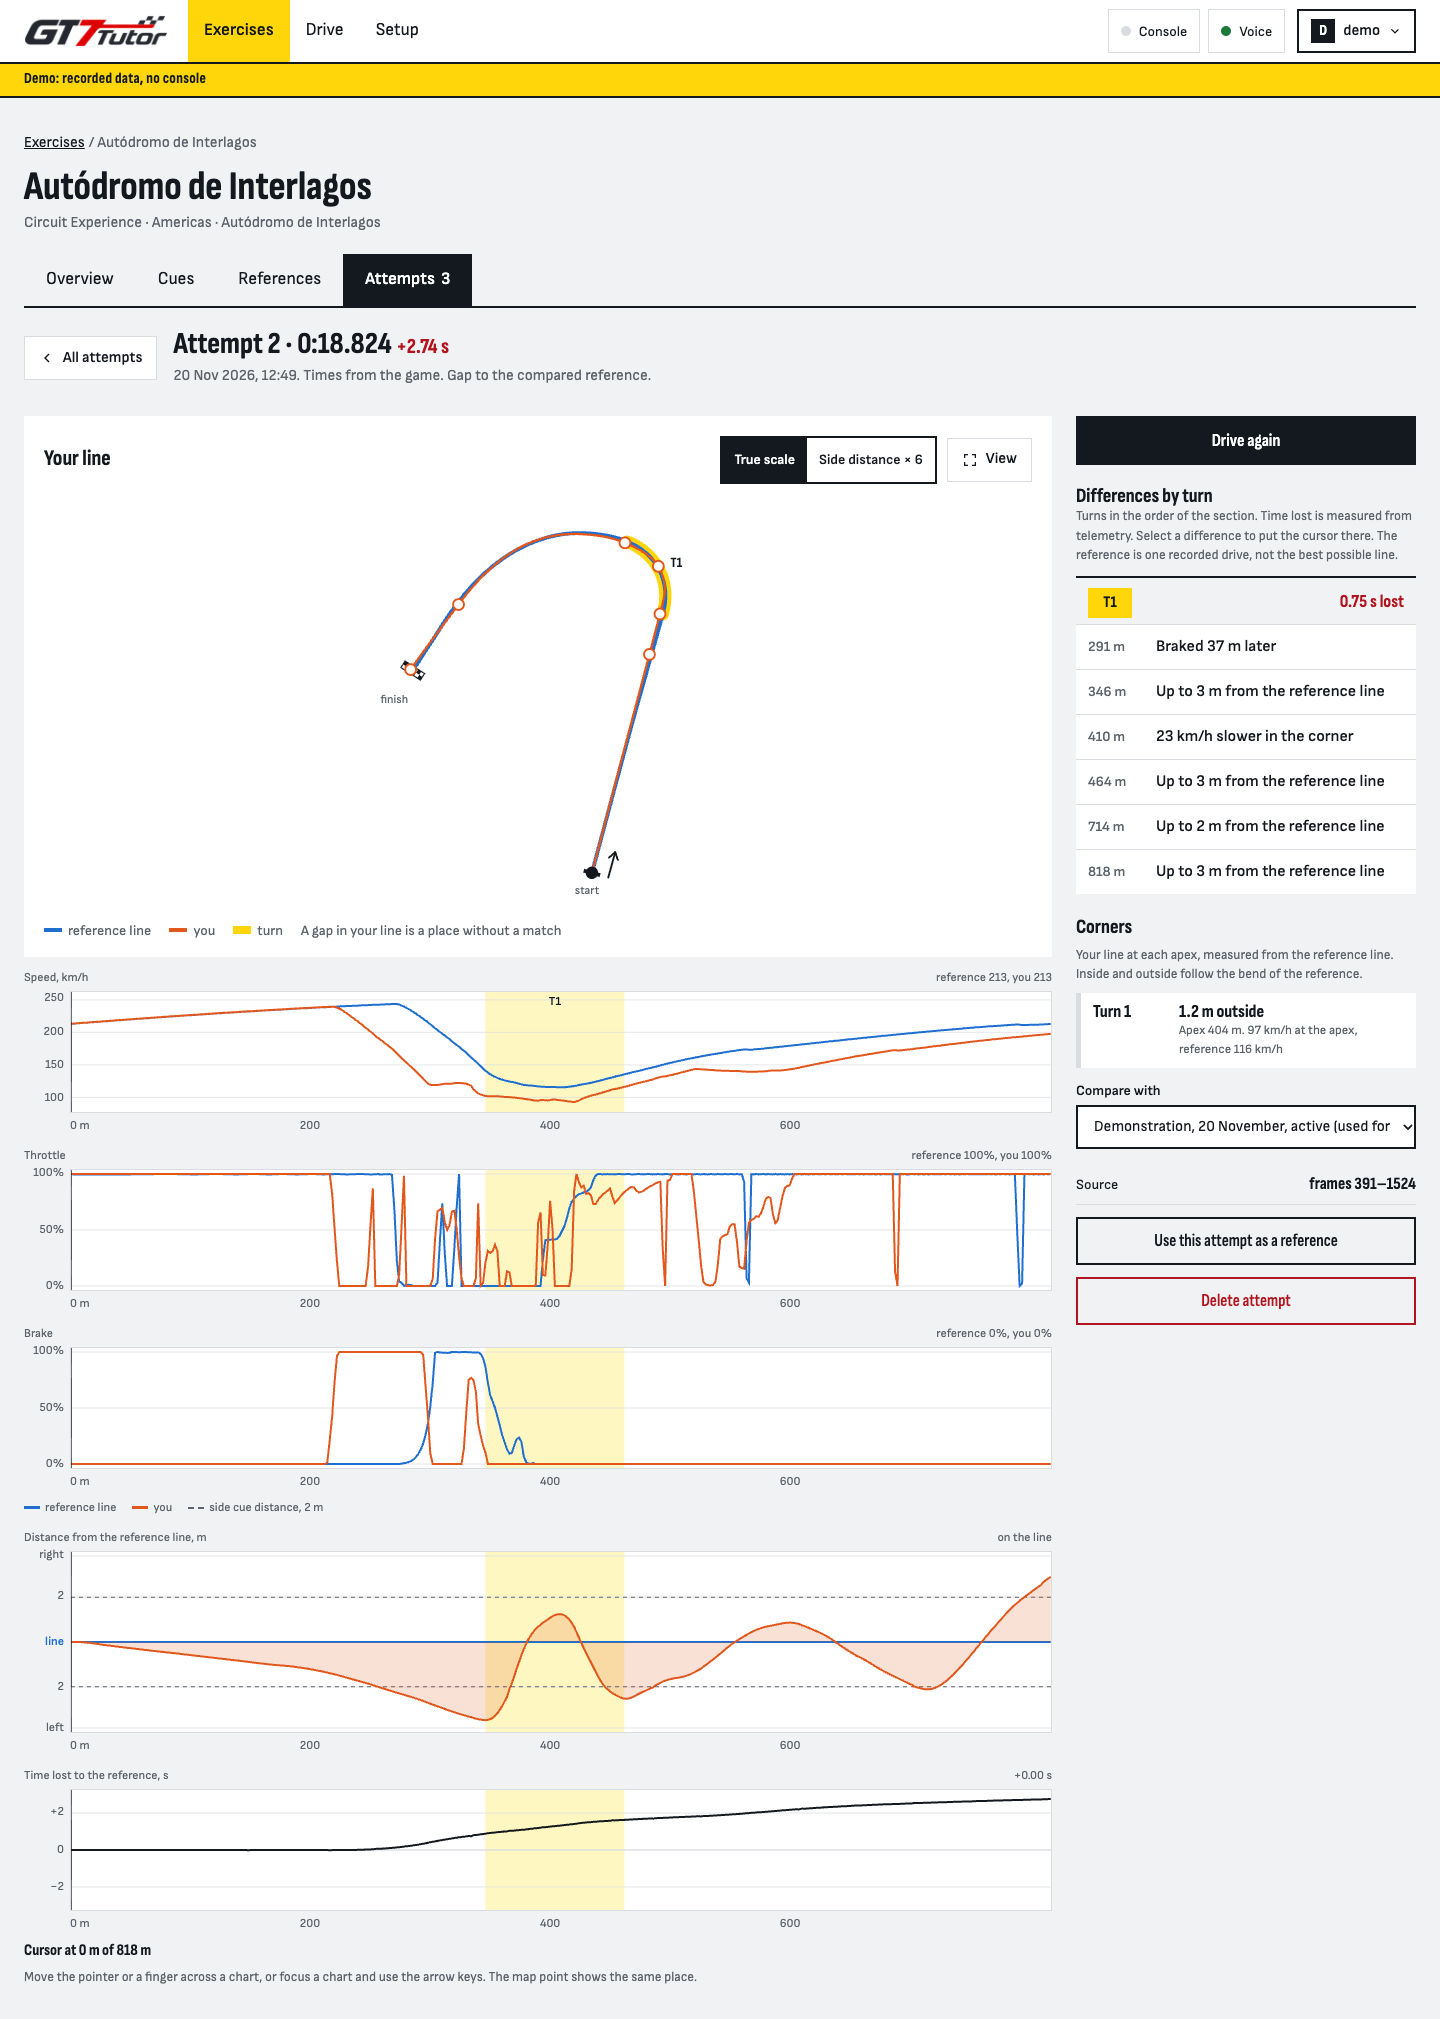 GT7Tutor
Exercises
Drive
Setup
Console
Voice
D demo
Demo: recorded data, no console
Exercises / Autódromo de Interlagos
Autódromo de Interlagos
Circuit Experience · Americas · Autódromo de Interlagos
Overview
Cues
References
Attempts 3
All attempts
Attempt 2 · 0:18.824 +2.74 s
20 Nov 2026, 12:49. Times from the game. Gap to the compared reference.
Your line
True scale
Side distance × 6
View
T1
finish
start
reference line
you
turn
A gap in your line is a place without a match
Speed, km/h
reference 213, you 213
250
200
150
100
T1
0 m
200
400
600
Throttle
reference 100%, you 100%
100%
50%
0%
0 m
200
400
600
Brake
reference 0%, you 0%
100%
50%
0%
0 m
200
400
600
reference line
you
side cue distance, 2 m
Distance from the reference line, m
on the line
right
2
line
2
left
0 m
200
400
600
Time lost to the reference, s
+0.00 s
+2
0
−2
0 m
200
400
600
Cursor at 0 m of 818 m
Move the pointer or a finger across a chart, or focus a chart and use the arrow keys. The map point shows the same place.
Drive again
Differences by turn
Turns in the order of the section. Time lost is measured from
telemetry. Select a difference to put the cursor there. The
reference is one recorded drive, not the best possible line.
T1
0.75 s lost
291 m
Braked 37 m later
346 m
Up to 3 m from the reference line
410 m
23 km/h slower in the corner
464 m
Up to 3 m from the reference line
714 m
Up to 2 m from the reference line
818 m
Up to 3 m from the reference line
Corners
Your line at each apex, measured from the reference line.
Inside and outside follow the bend of the reference.
Turn 1
1.2 m outside
Apex 404 m. 97 km/h at the apex,
reference 116 km/h
Compare with
Demonstration, 20 November, active (used for
Source
frames 391–1524
Use this attempt as a reference
Delete attempt